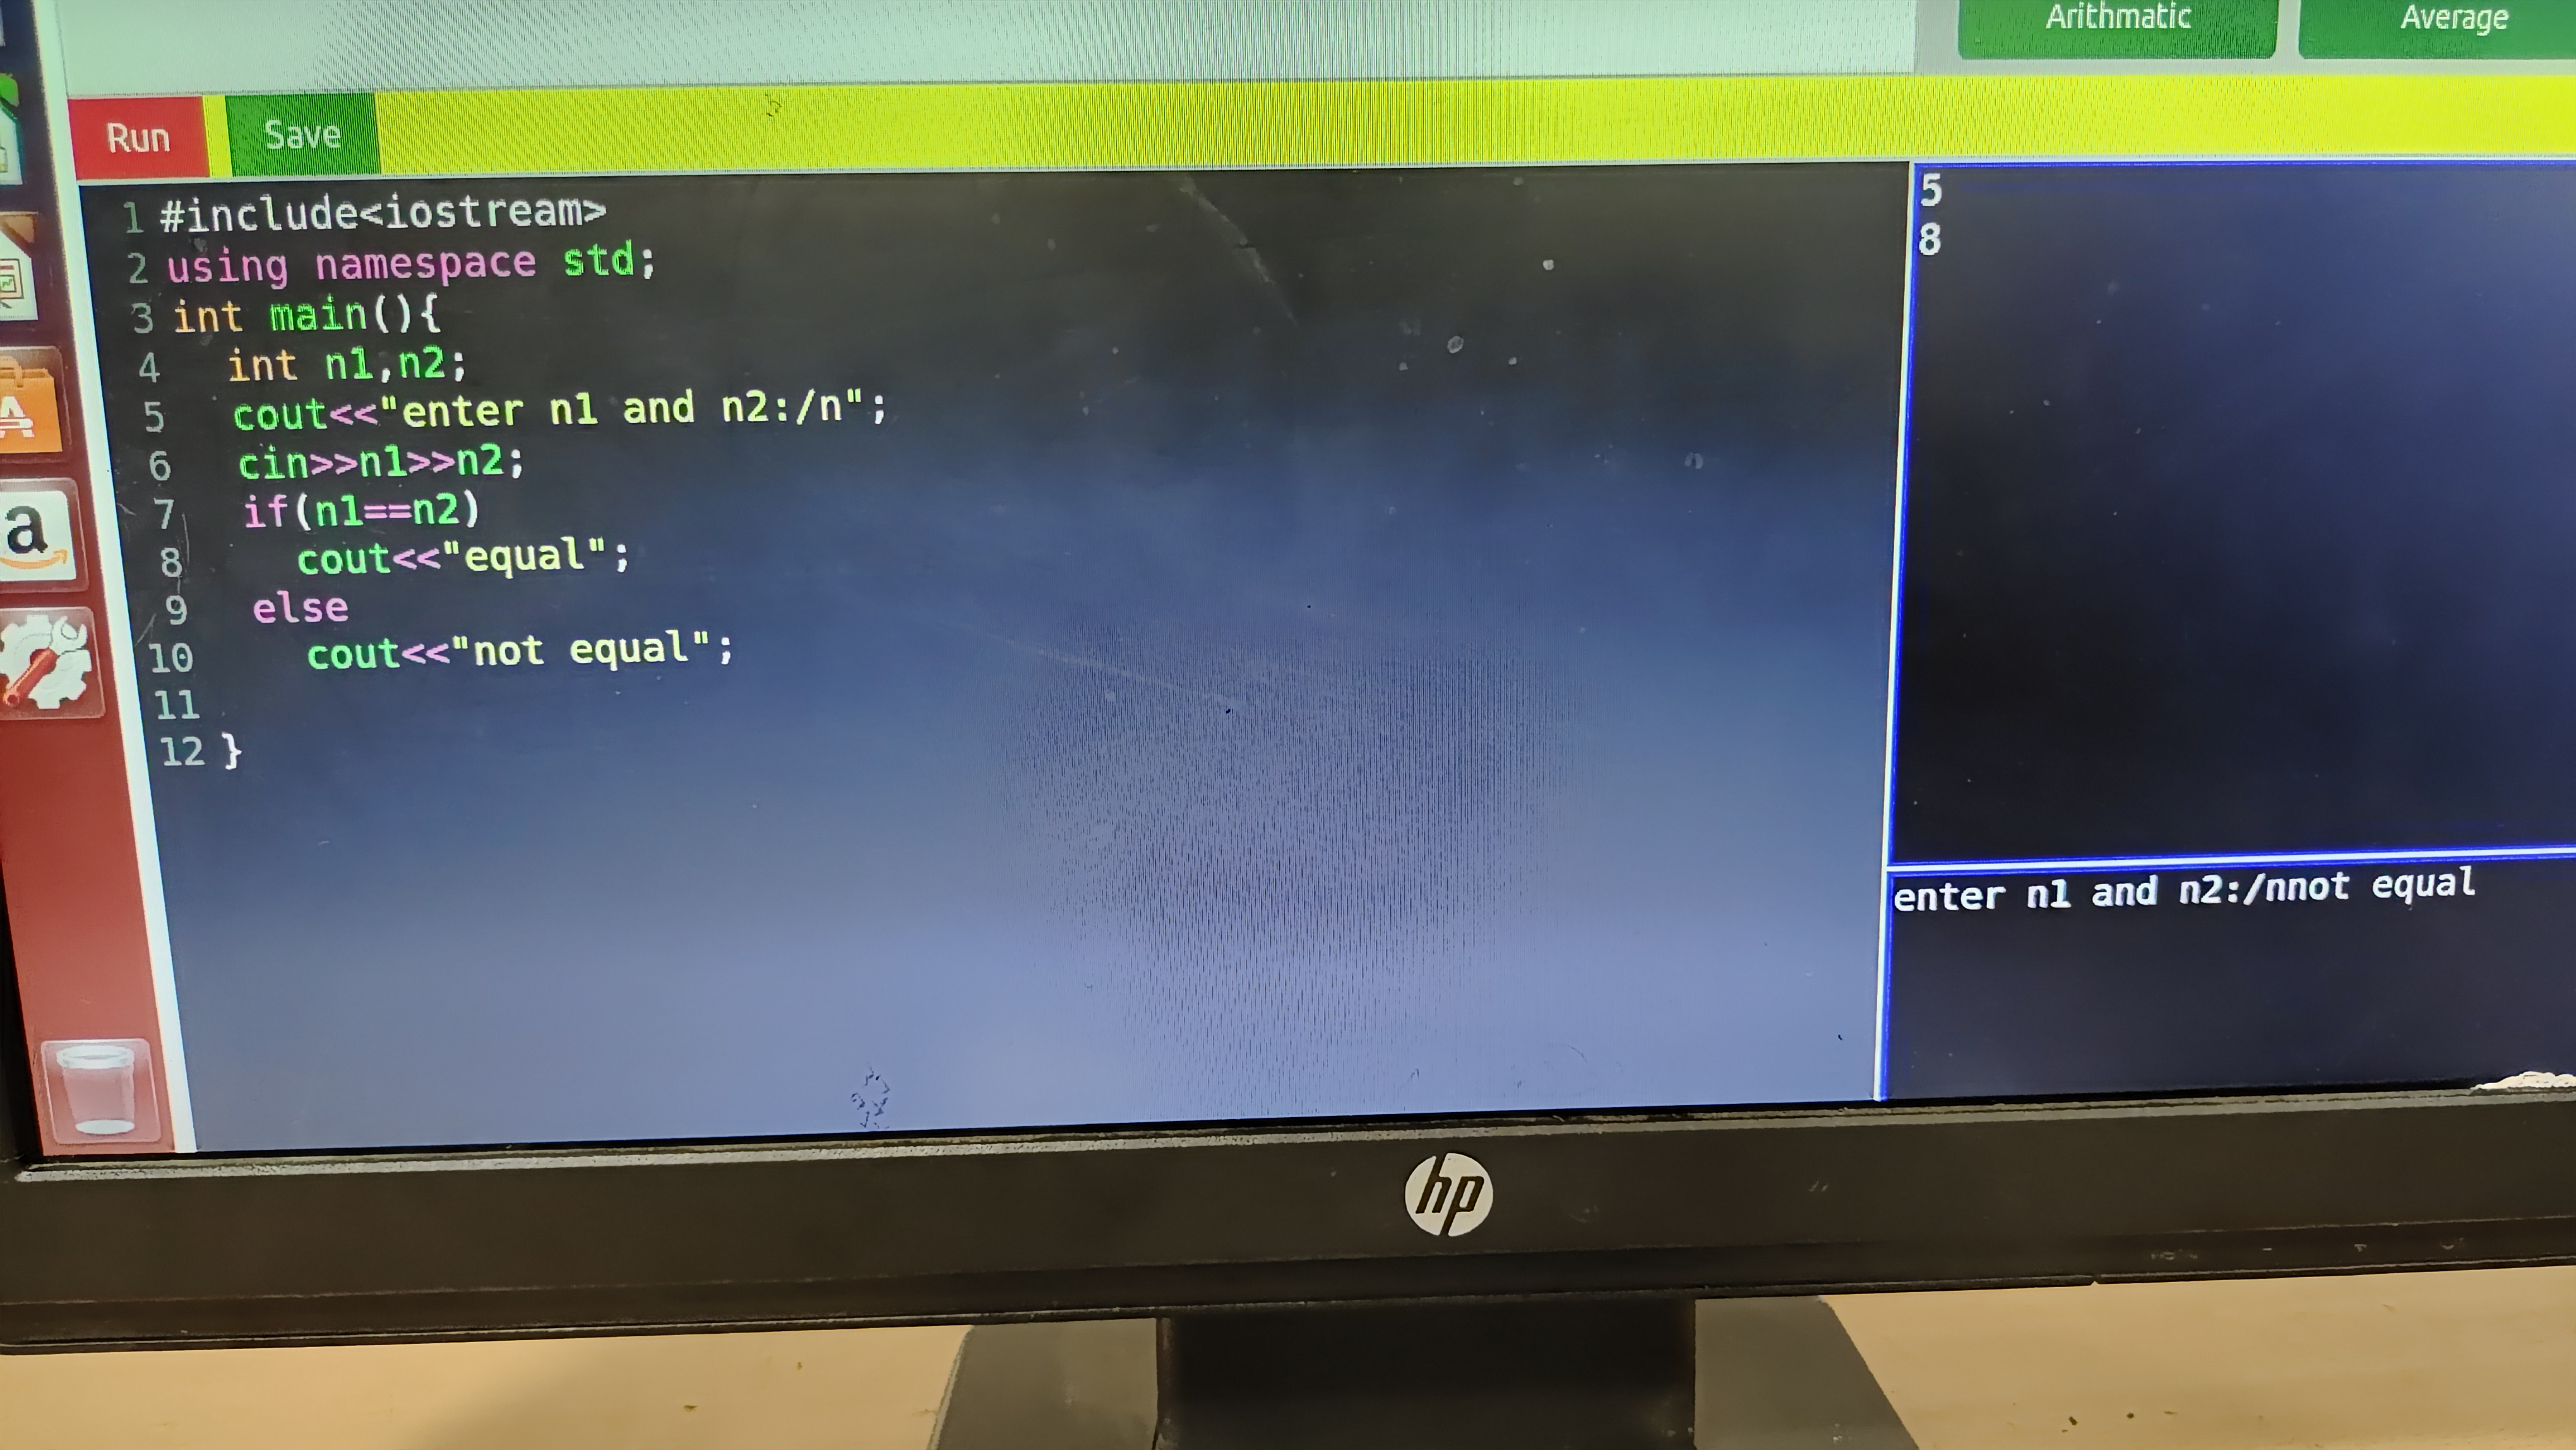 Arithmatic
Average
Run
Save
1 #include<iostream>
2 using namespace std;
3 int main(){
4 int n1,n2;
5 cout<<"enter n1 and n2:/n";
6 cin>>n1>>n2;
7 if(n1==n2)
8 cout<<"equal";
9 else
10 cout<<"not equal";
11
12 }
5
8
enter n1 and n2:/nnot equal
a
A
hp